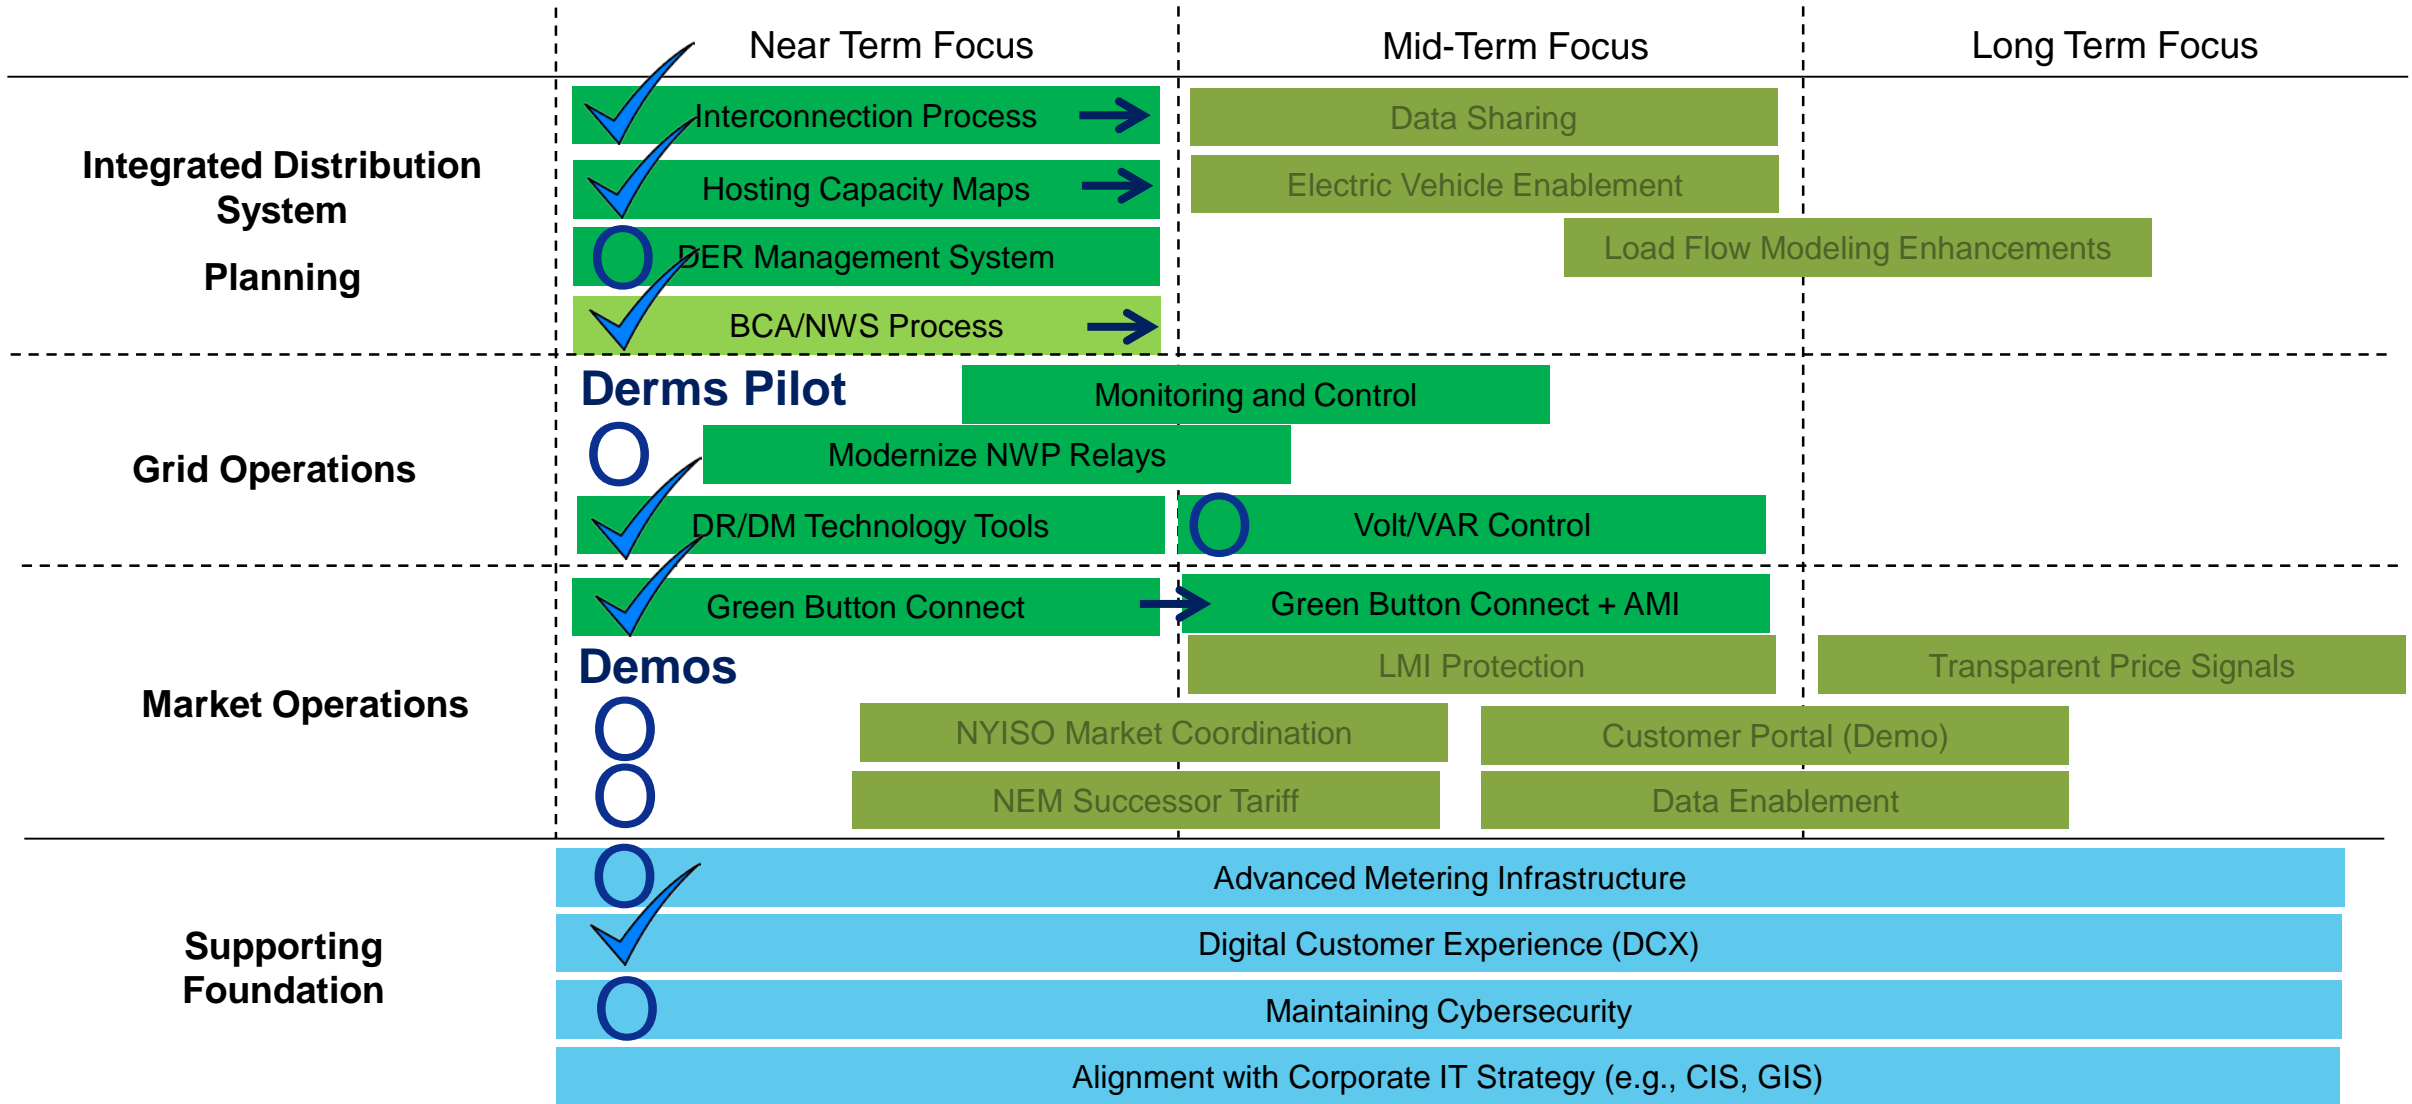 Near Term Focus
Mid-Term Focus
Long Term Focus
Integrated Distribution
System
Planning
Interconnection Process
Data Sharing
Hosting Capacity Maps
Electric Vehicle Enablement
DER Management System
Load Flow Modeling Enhancements
BCA/NWS Process
Grid Operations
Derms Pilot
Monitoring and Control
Modernize NWP Relays
DR/DM Technology Tools
Volt/VAR Control
Market Operations
Green Button Connect
Green Button Connect + AMI
Demos
LMI Protection
Transparent Price Signals
NYISO Market Coordination
Customer Portal (Demo)
NEM Successor Tariff
Data Enablement
Supporting
Foundation
Advanced Metering Infrastructure
Digital Customer Experience (DCX)
Maintaining Cybersecurity
Alignment with Corporate IT Strategy (e.g., CIS, GIS)